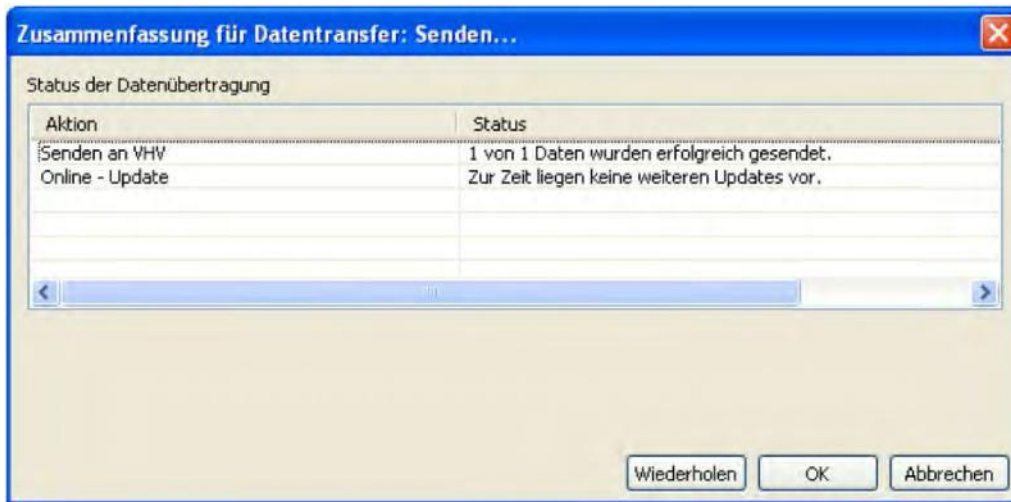 Zusammenfassung für Datentransfer: Senden...
Status der Datenübertragung
Aktion Status
Senden an VHV 1 von 1 Daten wurden erfolgreich gesendet.
Online - Update Zur Zeit liegen keine weiteren Updates vor.
Wiederholen OK Abbrechen